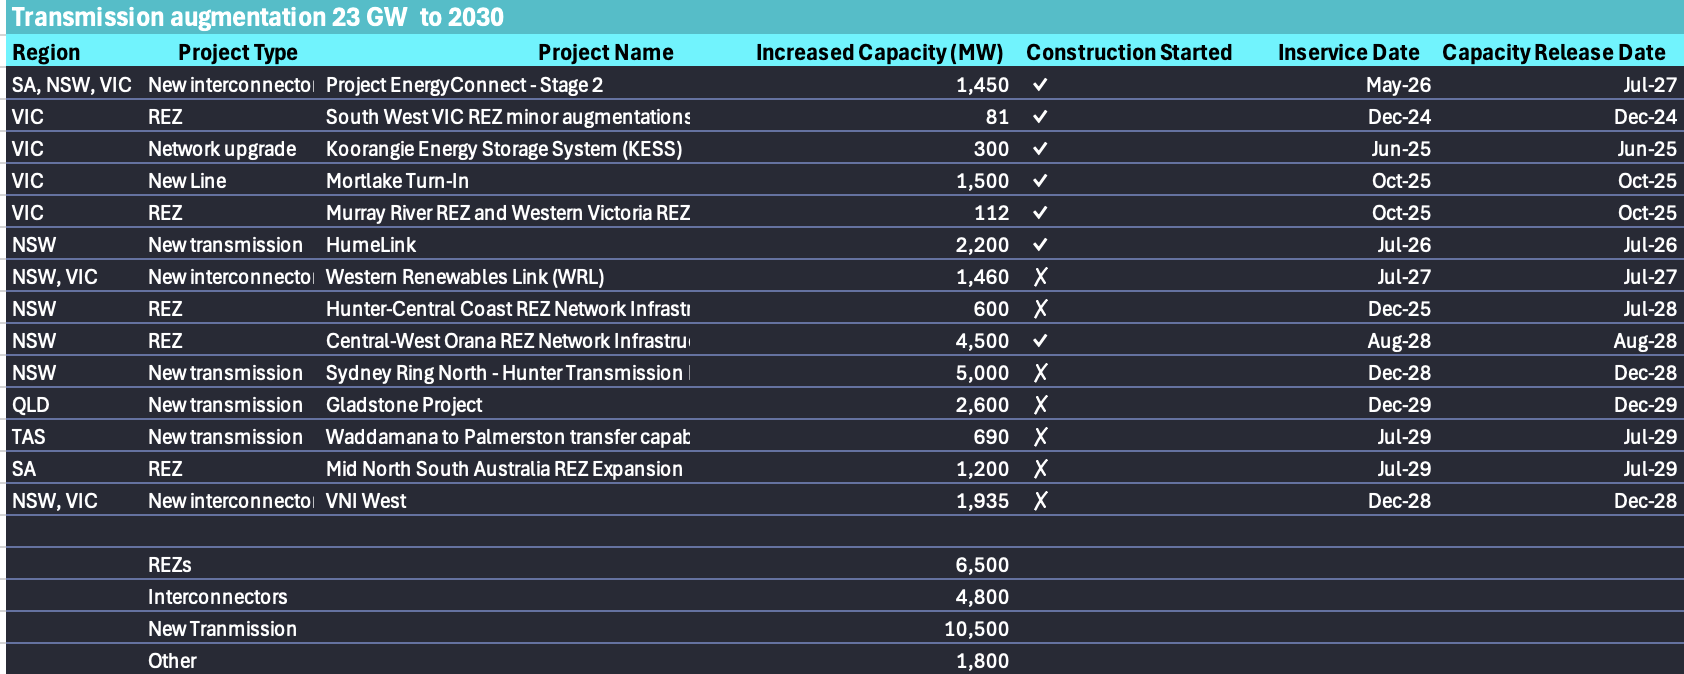 Transmission augmentation 23 GW to 2030
Region Project Type Project Name Increased Capacity (MW) Construction Started Inservice Date Capacity Release Date
SA, NSW, VIC New interconnector Project EnergyConnect - Stage 2 1,450 ✓ May-26 Jul-27
VIC REZ South West VIC REZ minor augmentations 81 ✓ Dec-24 Dec-24
VIC Network upgrade Koorangie Energy Storage System (KESS) 300 ✓ Jun-25 Jun-25
VIC New Line Mortlake Turn-In 1,500 ✓ Oct-25 Oct-25
VIC REZ Murray River REZ and Western Victoria REZ 112 ✓ Oct-25 Oct-25
NSW New transmission HumeLink 2,200 ✓ Jul-26 Jul-26
NSW, VIC New interconnector Western Renewables Link (WRL) 1,460 ✗ Jul-27 Jul-27
NSW REZ Hunter-Central Coast REZ Network Infrastr 600 ✗ Dec-25 Jul-28
NSW REZ Central-West Orana REZ Network Infrastru 4,500 ✓ Aug-28 Aug-28
NSW New transmission Sydney Ring North - Hunter Transmission 5,000 ✗ Dec-28 Dec-28
QLD New transmission Gladstone Project 2,600 ✗ Dec-29 Dec-29
TAS New transmission Waddamana to Palmerston transfer capab 690 ✗ Jul-29 Jul-29
SA REZ Mid North South Australia REZ Expansion 1,200 ✗ Jul-29 Jul-29
NSW, VIC New interconnector VNI West 1,935 ✗ Dec-28 Dec-28
REZs 6,500
Interconnectors 4,800
New Tranmission 10,500
Other 1,800